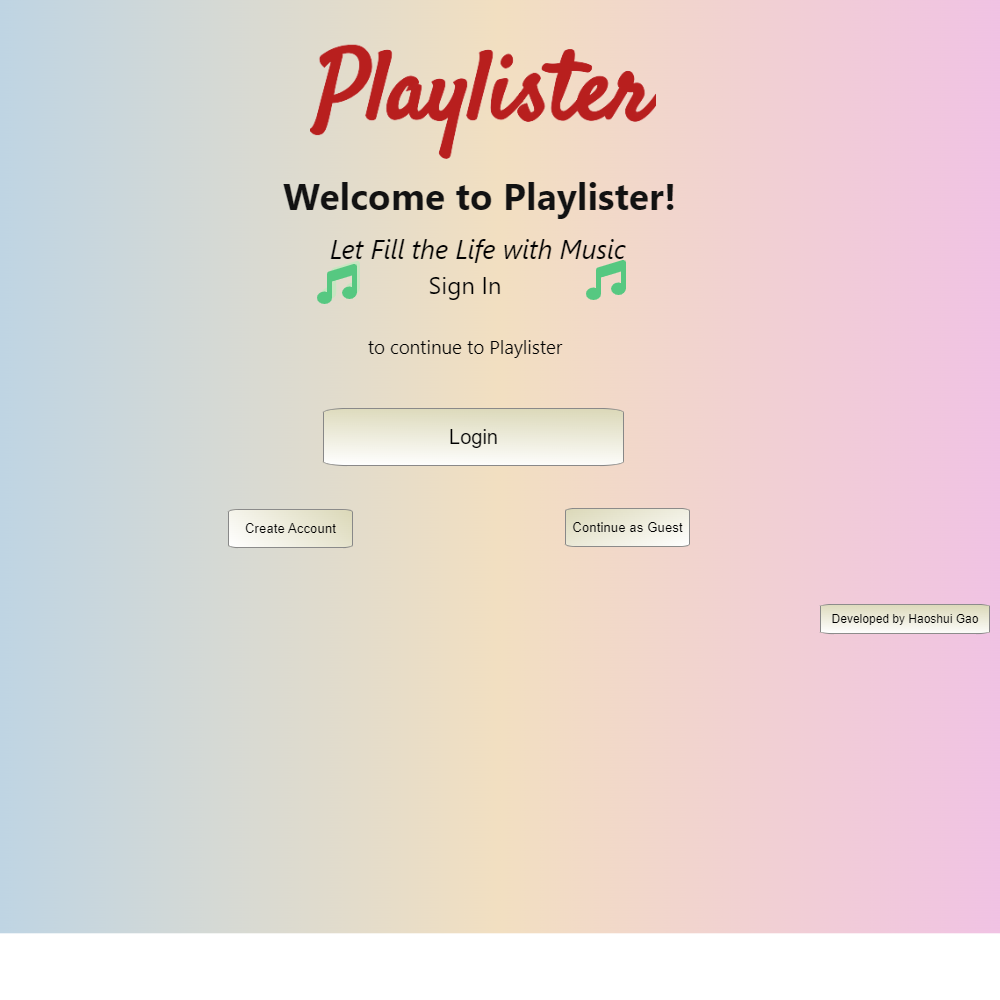 Playlister
Welcome to Playlister!
Let Fill the Life with Music
Sign In
to continue to Playlister
Login
Create Account
Continue as Guest
Developed by Haoshui Gao